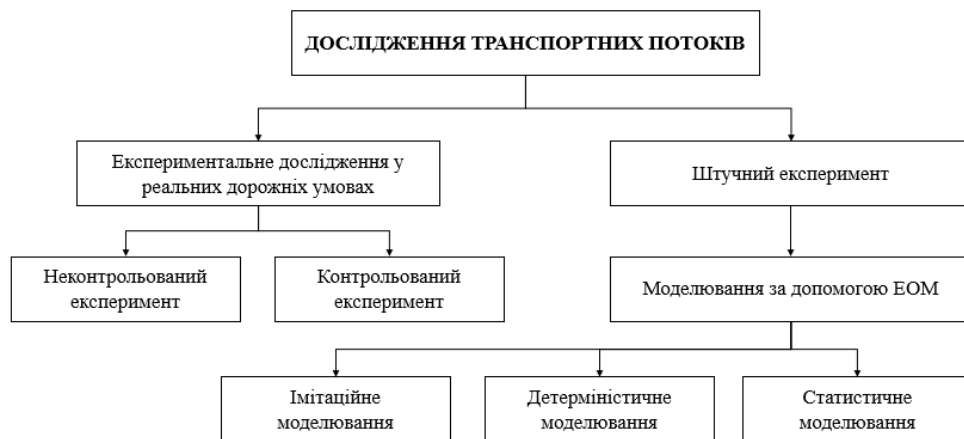 ДОСЛІДЖЕННЯ ТРАНСПОРТНИХ ПОТОКІВ
Експериментальне дослідження у
реальних дорожніх умовах
Штучний експеримент
Неконтрольований
експеримент
Контрольований
експеримент
Моделювання за допомогою ЕОМ
Імітаційне
моделювання
Детерміністичне
моделювання
Статистичне
моделювання